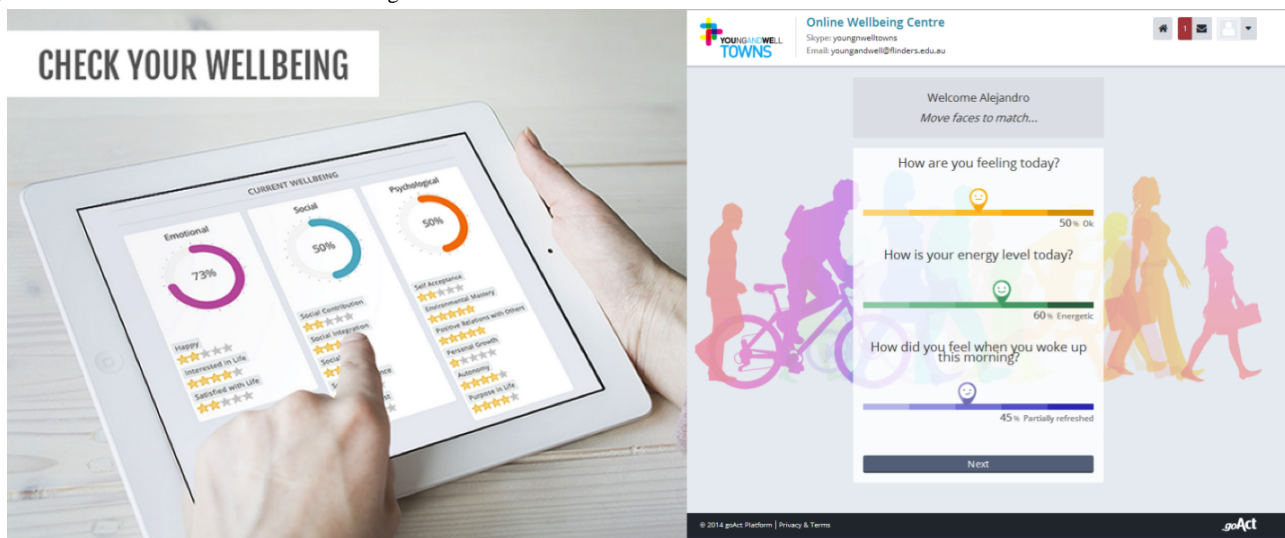 CHECK YOUR WELLBEING
CURRENT WELLBEING
Emotional
73%
Happy
Interested in Life
Satisfied with Life
Social
50%
Social Contribution
Social Integration
Psychological
50%
Self Acceptance
Environmental Mastery
Positive Relations with Others
Personal Growth
Autonomy
Purpose in Life
YOUNGANDWELL
TOWNS
Online Wellbeing Centre
Skype: youngnwelltowns
Email: youngandwell@flinders.edu.au
1
Welcome Alejandro
Move faces to match...
How are you feeling today?
50% Ok
How is your energy level today?
60% Energetic
How did you feel when you woke up
this morning?
45% Partially refreshed
Next
© 2014 goAct Platform | Privacy & Terms
.goAct